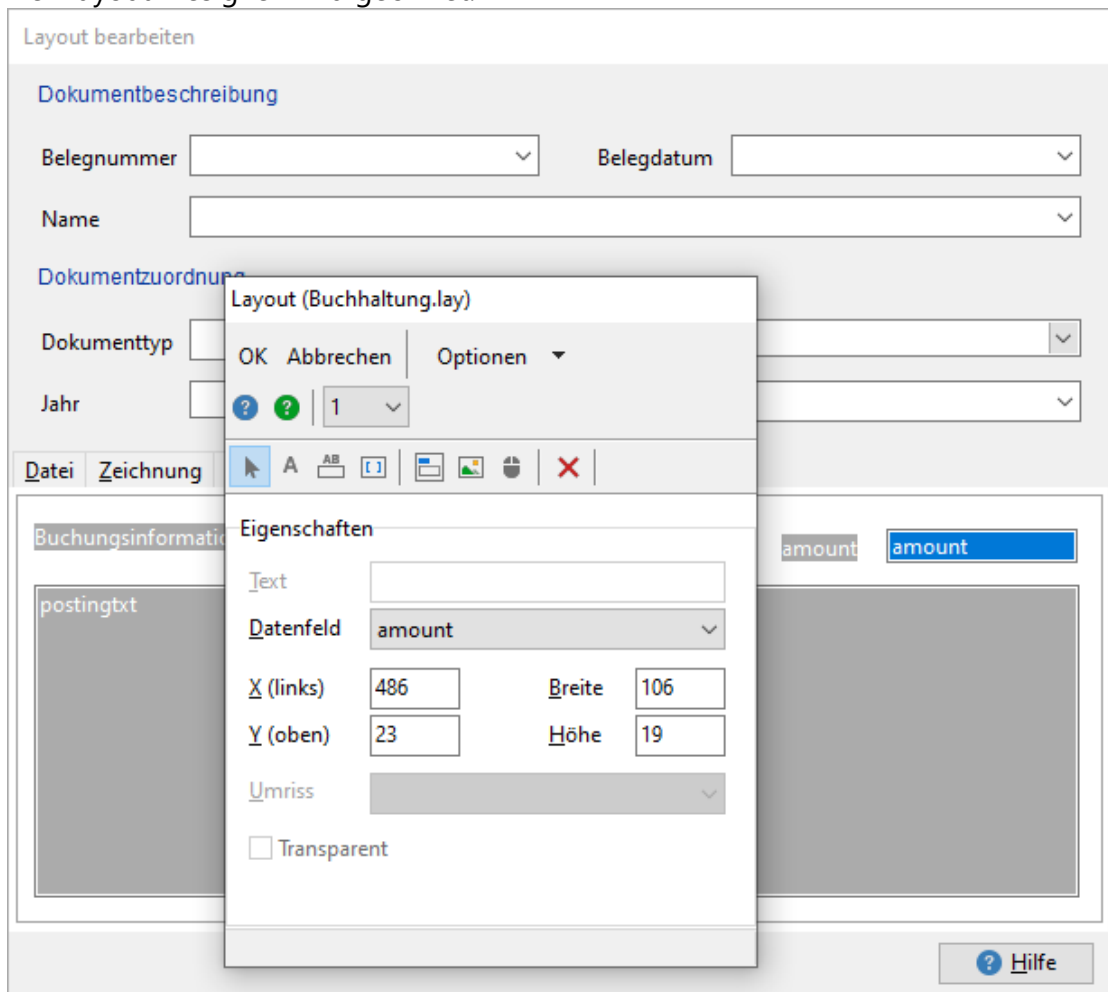 Layout bearbeiten
Dokumentbeschreibung
Belegnummer Belegdatum
Name
Dokumentzuordnung
Layout (Buchhaltung.lay)
Dokumenttyp
OK Abbrechen Optionen
Jahr
? ? 1
Datei Zeichnung
A AB
Buchungsinformatio
Eigenschaften
amount amount
postingtxt
Text
Datenfeld amount
X (links) 486 Breite 106
Y (oben) 23 Höhe 19
Umriss
Transparent
? Hilfe